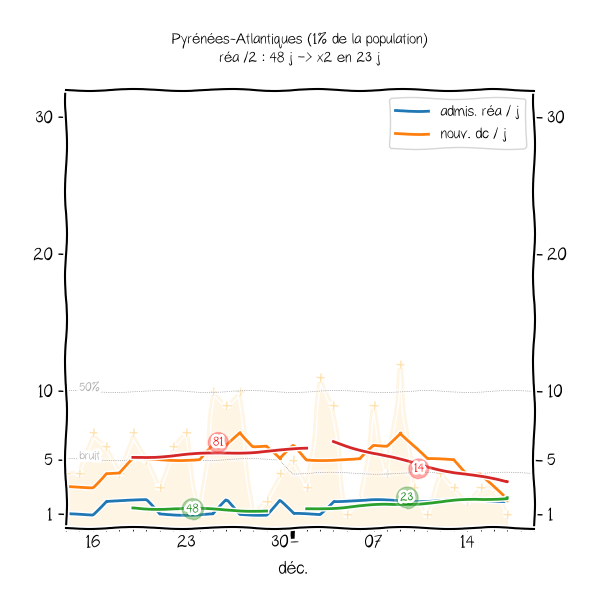 Pyrénées-Atlantiques (1% de la population)
réa /2 : 48 j -> x2 en 23 j
admis. réa / j
nouv. dc / j
30 30
20 20
10 10
50%
5 5
bruit
1 1
81
14
48
23
16 23 30 07 14
déc.